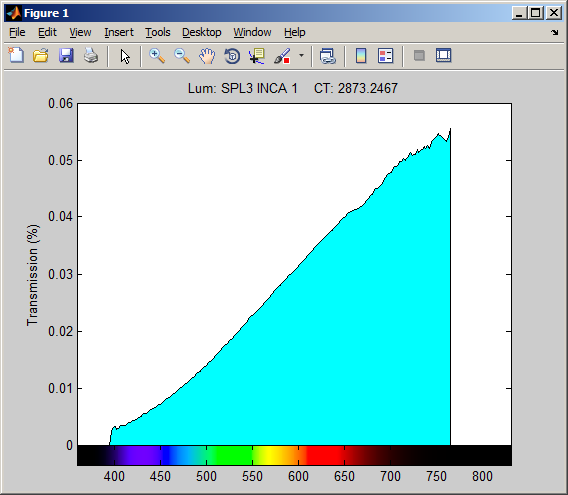 Figure 1
File Edit View Insert Tools Desktop Window Help
Lum: SPL3 INCA 1 CT: 2873.2467
0.06
0.05
0.04
0.03
0.02
0.01
0
Transmission (%)
400 450 500 550 600 650 700 750 800